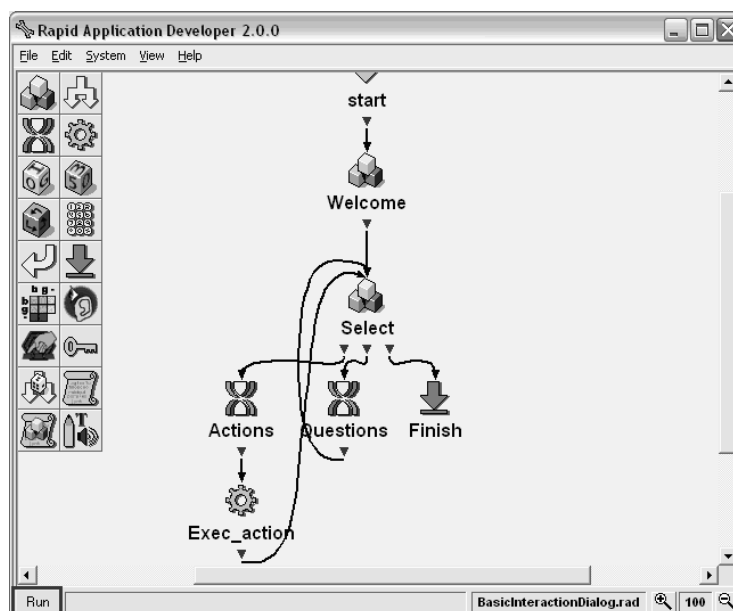 Rapid Application Developer 2.0.0
File Edit System View Help
start
Welcome
Select
Actions Questions Finish
Exec_action
Run BasicInteractionDialog.rad 100